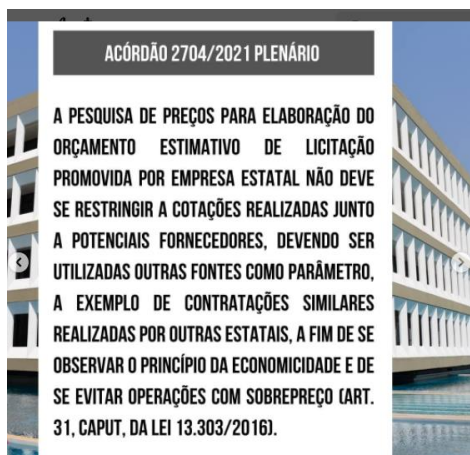 ACÓRDÃO 2704/2021 PLENÁRIO
A PESQUISA DE PREÇOS PARA ELABORAÇÃO DO
ORÇAMENTO ESTIMATIVO DE LICITAÇÃO
PROMOVIDA POR EMPRESA ESTATAL NÃO DEVE
SE RESTRINGIR A COTAÇÕES REALIZADAS JUNTO
A POTENCIAIS FORNECEDORES, DEVENDO SER
UTILIZADAS OUTRAS FONTES COMO PARÂMETRO,
A EXEMPLO DE CONTRATAÇÕES SIMILARES
REALIZADAS POR OUTRAS ESTATAIS, A FIM DE SE
OBSERVAR O PRINCÍPIO DA ECONOMICIDADE E DE
SE EVITAR OPERAÇÕES COM SOBREPREÇO (ART.
31, CAPUT, DA LEI 13.303/2016).